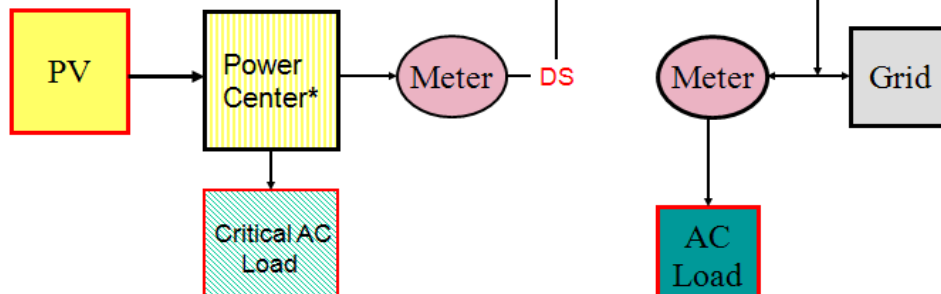 PV
Power
Center*
Meter
DS
Meter
Grid
Critical AC
Load
AC
Load